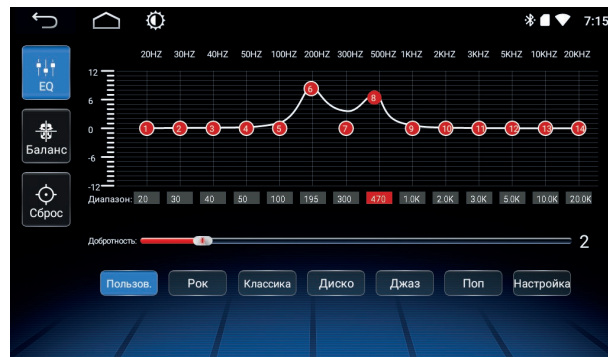 7:15
20HZ 30HZ 40HZ 50HZ 100HZ 200HZ 300HZ 500HZ 1KHZ 2KHZ 3KHZ 5KHZ 10KHZ 20KHZ
EQ
12
6
0
-6
-12
1 2 3 4 5 6 7 8 9 10 11 12 13 14
Баланс
Диапазон: 20 30 40 50 100 195 300 470 1.0K 2.0K 3.0K 5.0K 10.0K 20.0K
Сброс
Добротность: 2
Пользов. Рок Классика Диско Джаз Поп Настройка